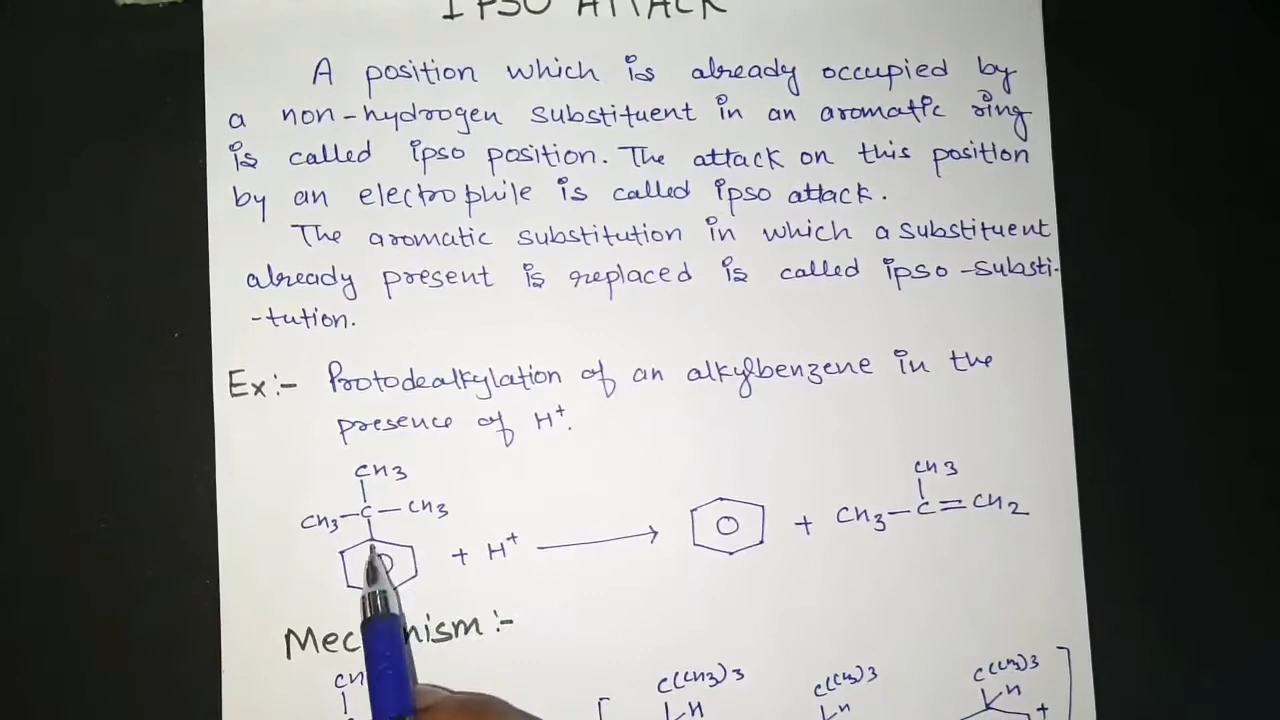 IPSO ATTACK
A position which is already occupied by
a non-hydrogen substituent in an aromatic ring
is called ipso position. The attack on this position
by an electrophile is called ipso attack.
The aromatic substitution in which a substituent
already present is replaced is called ipso-substi-
-tution.
Ex:- Protodealkylation of an alkylbenzene in the
presence of H+.
CH3
CH3-C-CH3
+ H+
+
CH3
CH3-C=CH2
Mechanism:-
C(CH3)3
H
C(CH3)3
H
C(CH3)3
H
+